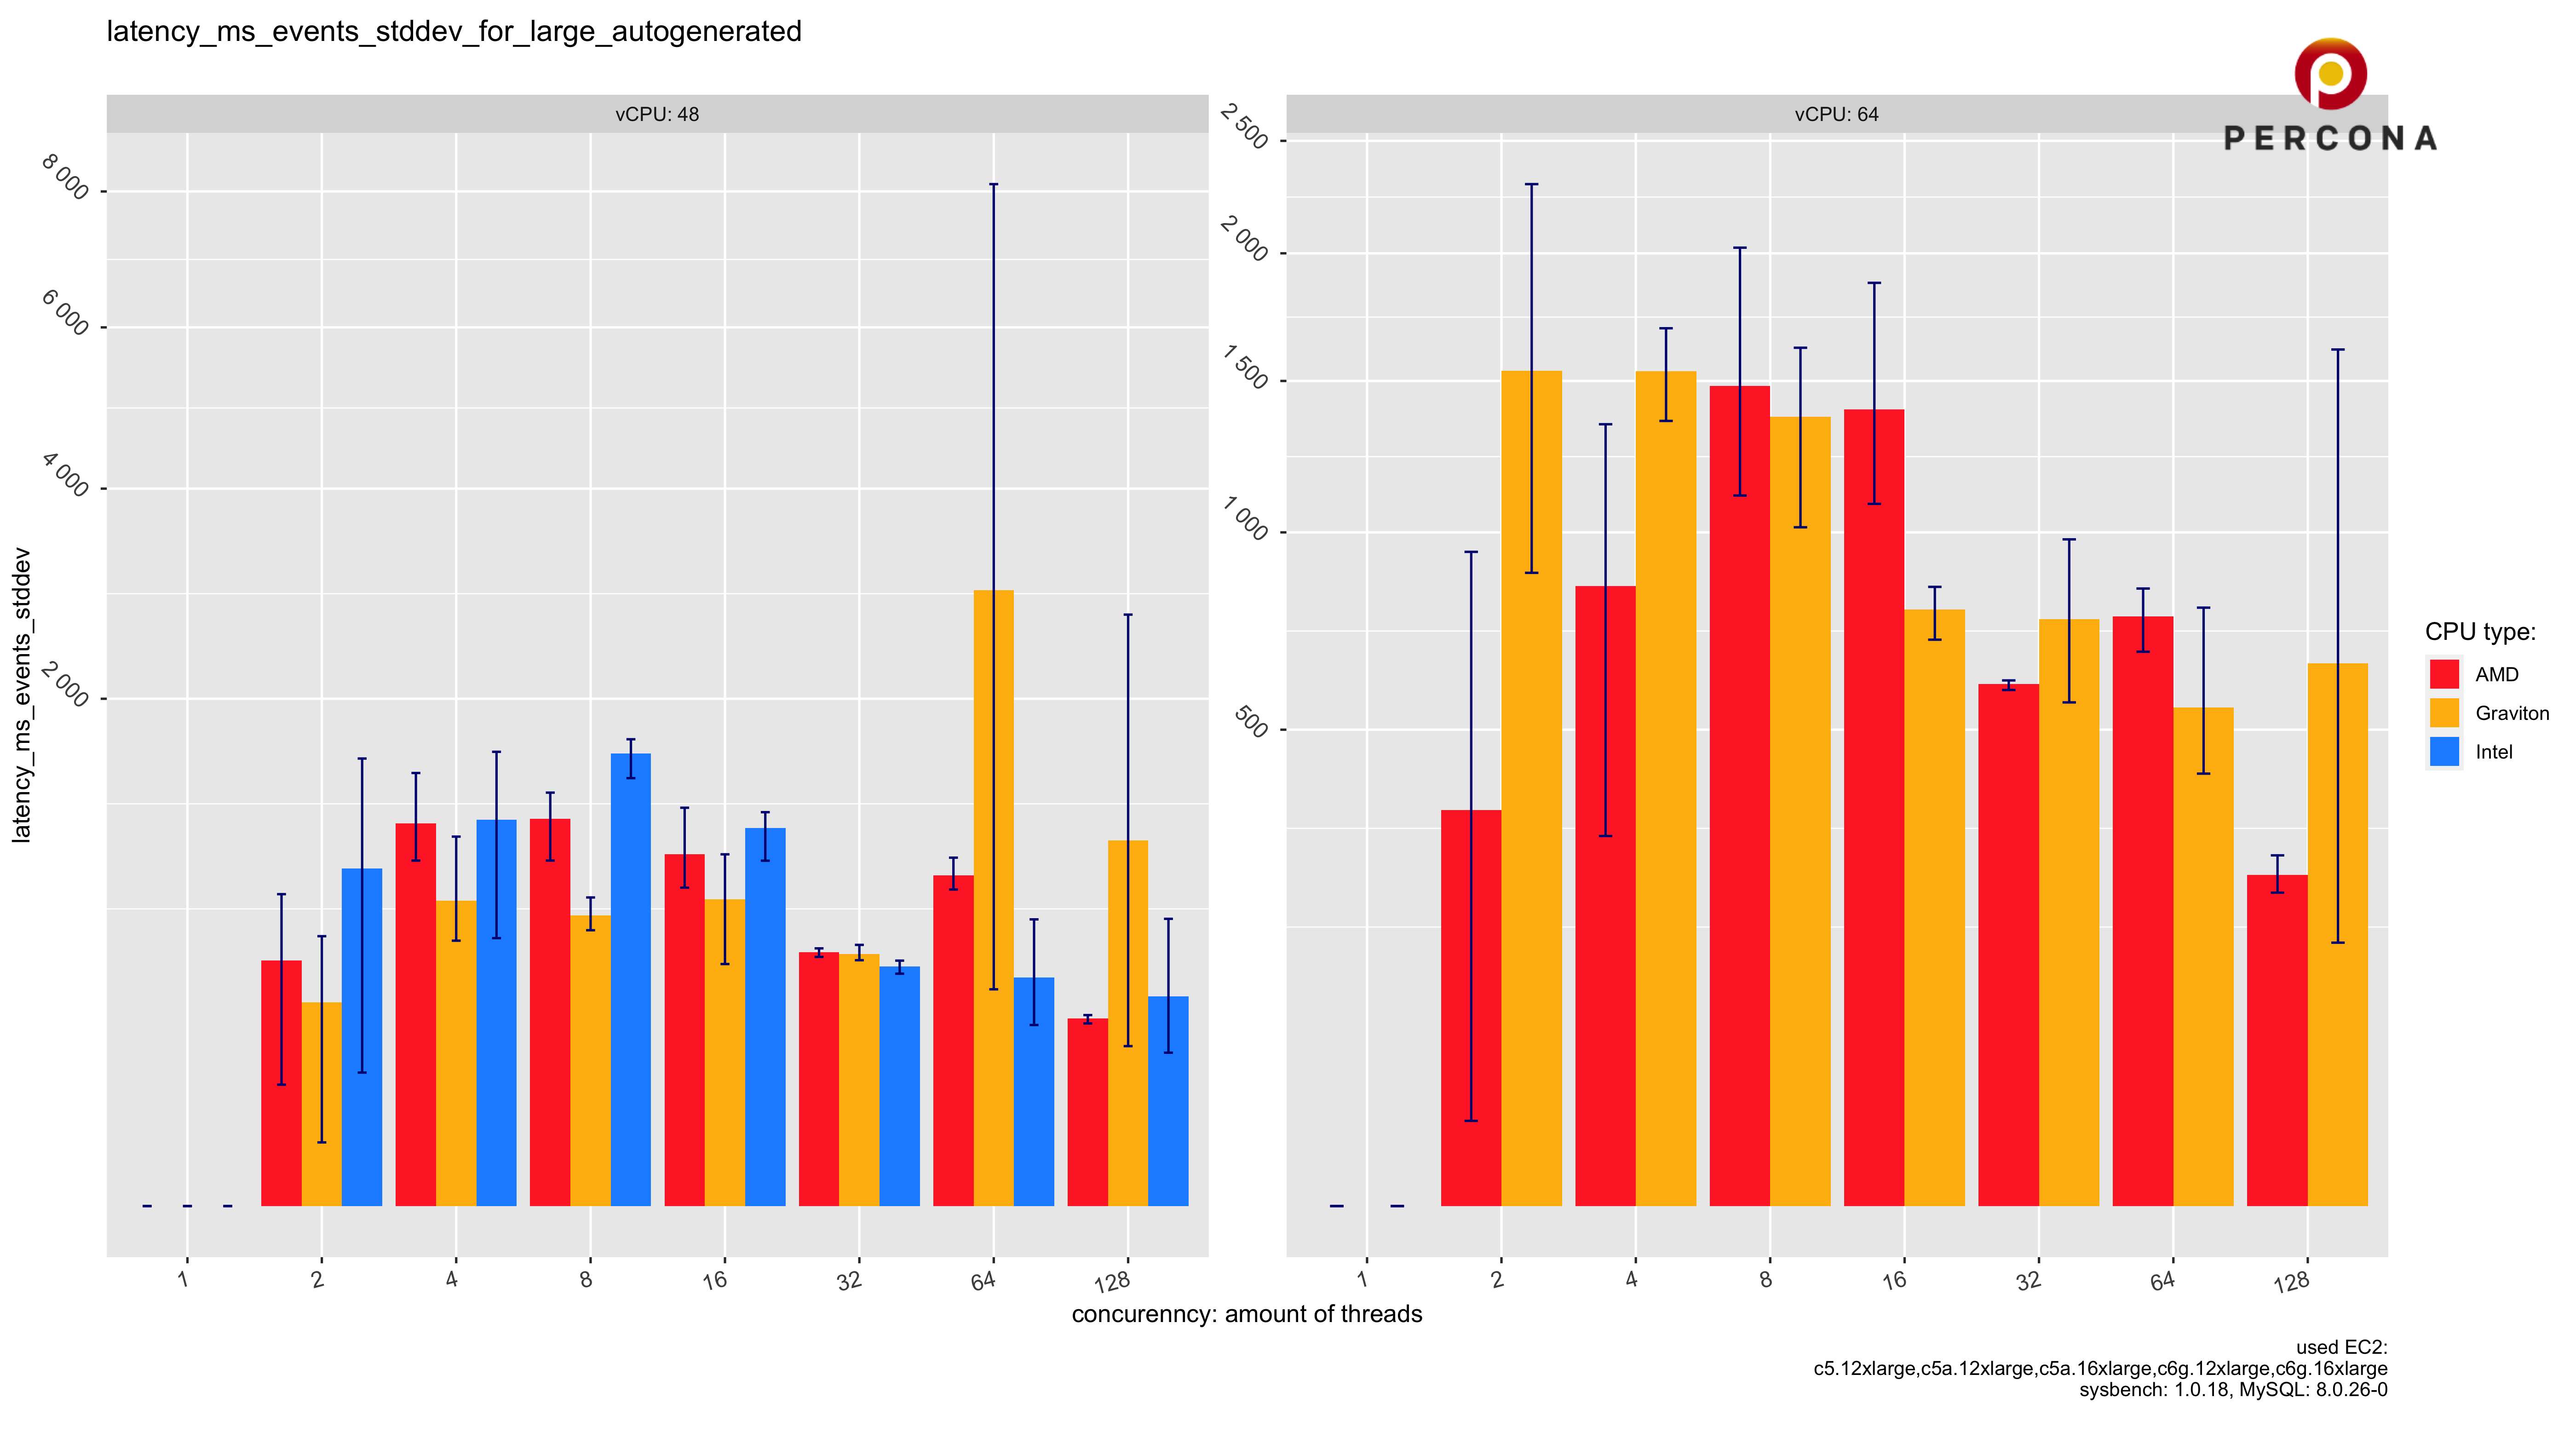 latency_ms_events_stddev_for_large_autogenerated
PERCONA
vCPU: 48
vCPU: 64
latency_ms_events_stddev
8 000
6 000
4 000
2 000
2 500
2 000
1 500
1 000
500
1 2 4 8 16 32 64 128
1 2 4 8 16 32 64 128
concurenncy: amount of threads
CPU type:
AMD
Graviton
Intel
used EC2:
c5.12xlarge,c5a.12xlarge,c5a.16xlarge,c6g.12xlarge,c6g.16xlarge
sysbench: 1.0.18, MySQL: 8.0.26-0